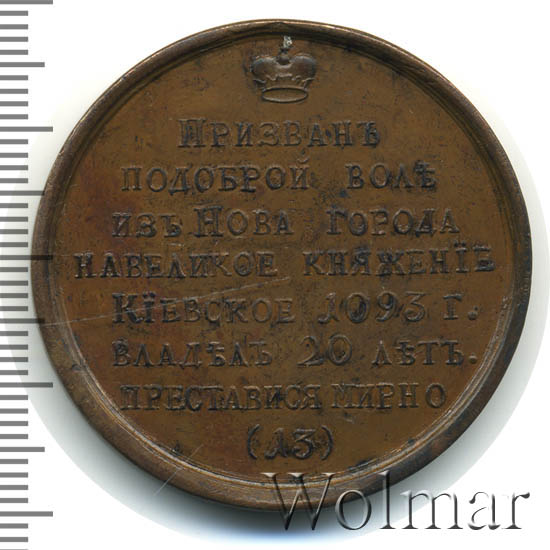 ПРИЗВАНЪ
ПОДОБРОЙ ВОЛѢ
ИЗЪ НОВА ГОРОДА
НАВЕЛИКОЕ КНЯЖЕНІЕ
КІЕВСКОЕ 1093 Г.
ВЛАДѢЛЪ 20 ЛѢТЪ.
ПРЕСТАВИСЯ МИРНО
(13)
Wolmar